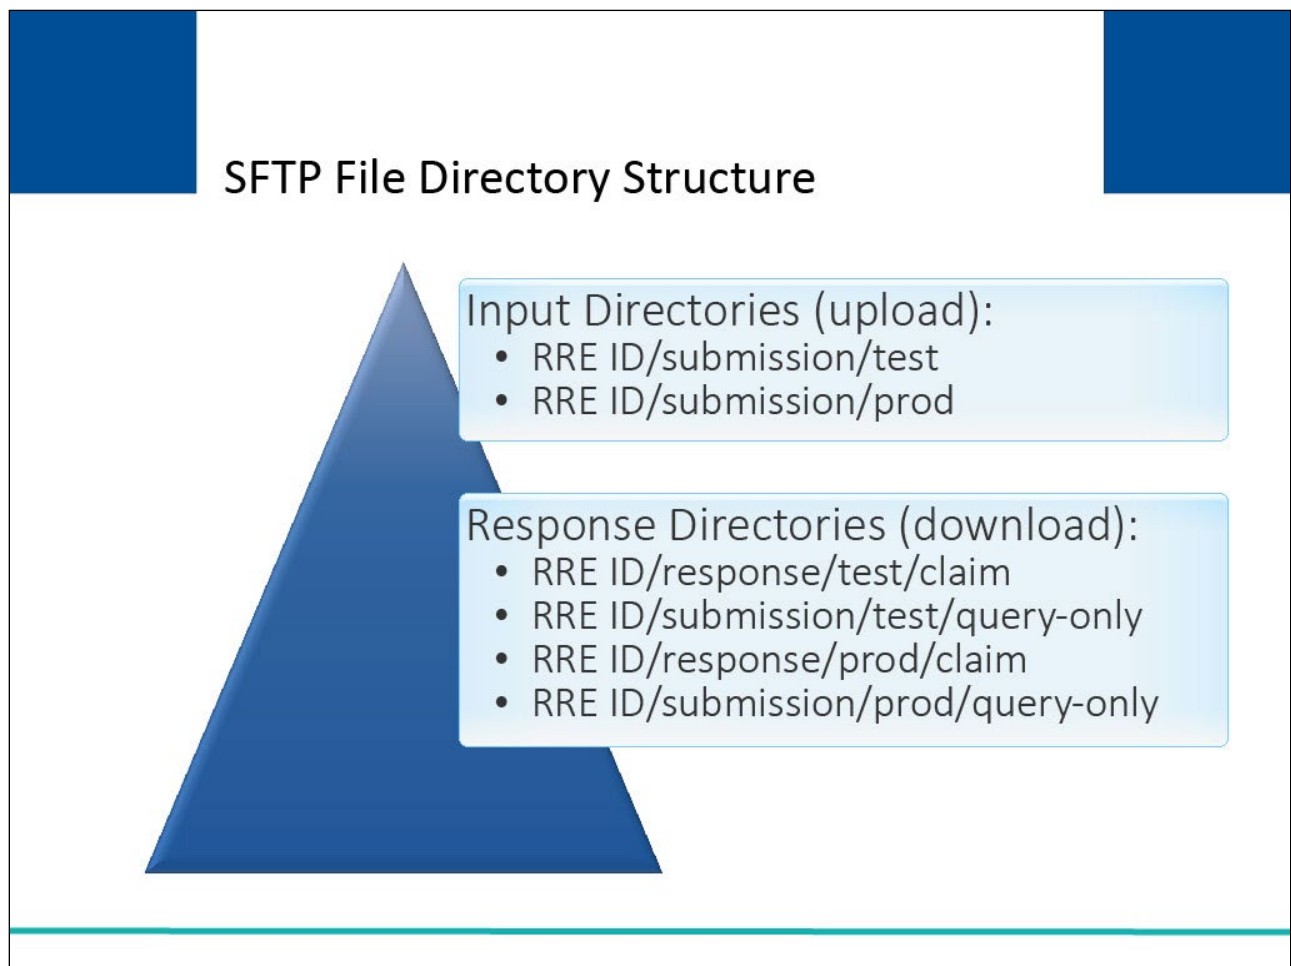 SFTP File Directory Structure
Input Directories (upload):
• RRE ID/submission/test
• RRE ID/submission/prod
Response Directories (download):
• RRE ID/response/test/claim
• RRE ID/submission/test/query-only
• RRE ID/response/prod/claim
• RRE ID/submission/prod/query-only